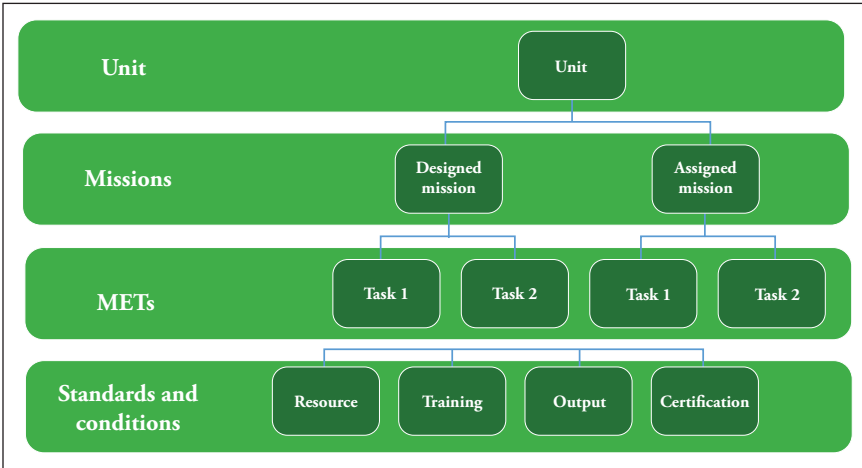 Unit
Unit
Missions
Designed
mission
Assigned
mission
METs
Task 1
Task 2
Task 1
Task 2
Standards and
conditions
Resource
Training
Output
Certification